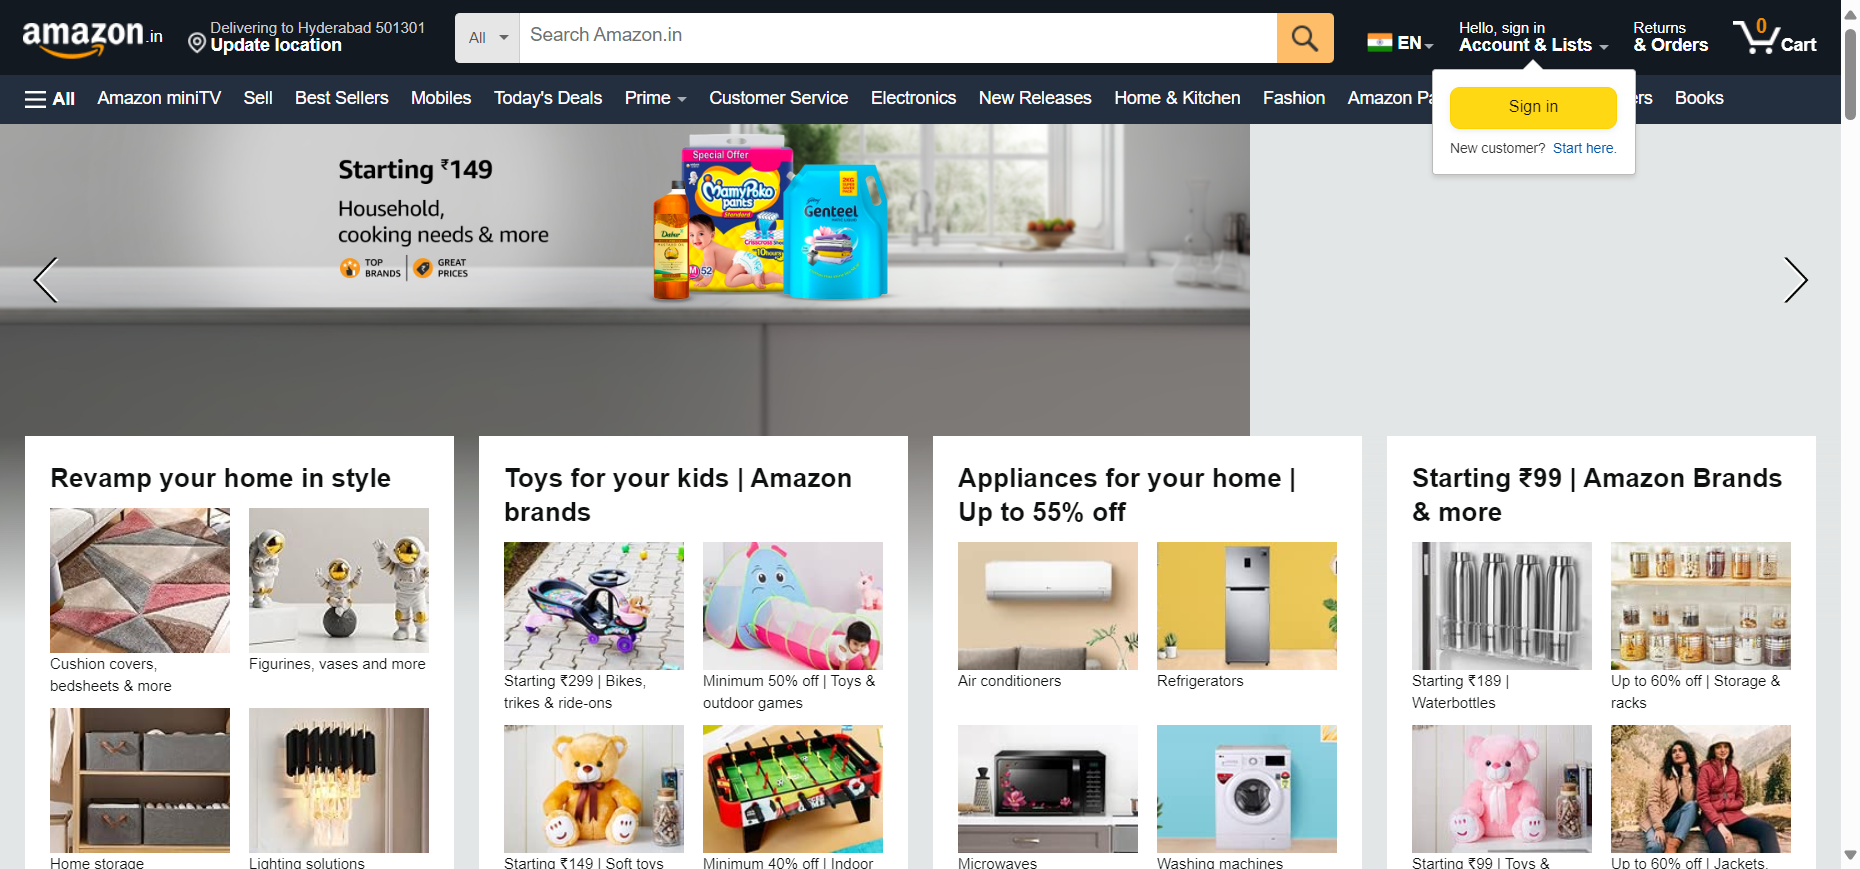 amazon.in
Delivering to Hyderabad 501301
Update location
All
Search Amazon.in
EN
Hello, sign in
Account & Lists
Returns
& Orders
0
Cart
All
Amazon miniTV
Sell
Best Sellers
Mobiles
Today's Deals
Prime
Customer Service
Electronics
New Releases
Home & Kitchen
Fashion
Amazon Pa
ers
Books
Sign in
New customer? Start here.
Starting ₹149
Household,
cooking needs & more
TOP
BRANDS
GREAT
PRICES
Special Offer
MamyPoko
pants
Standard
Crisscross
10hours
M 52
Dabur
Genteel
Revamp your home in style
Cushion covers,
bedsheets & more
Figurines, vases and more
Home storage
Lighting solutions
Toys for your kids | Amazon
brands
Starting ₹299 | Bikes,
trikes & ride-ons
Minimum 50% off | Toys &
outdoor games
Starting ₹149 | Soft toys
Minimum 40% off | Indoor
Appliances for your home |
Up to 55% off
Air conditioners
Refrigerators
Microwaves
Washing machines
Starting ₹99 | Amazon Brands
& more
Starting ₹189 |
Waterbottles
Up to 60% off | Storage &
racks
Starting ₹99 | Toys &
Up to 60% off | Jackets,